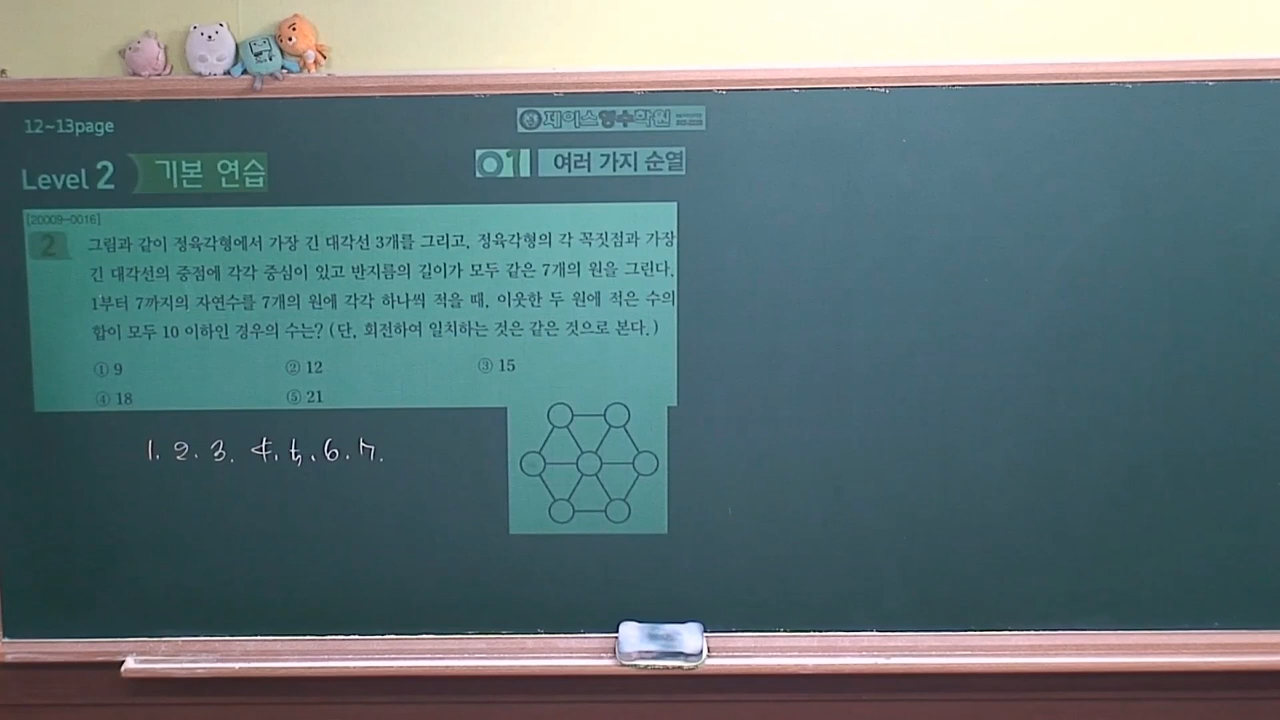 12~13page
제이스영수학원
Level 2 기본 연습
01 여러 가지 순열
[20009-0016]
2 그림과 같이 정육각형에서 가장 긴 대각선 3개를 그리고, 정육각형의 각 꼭짓점과 가장
긴 대각선의 중점에 각각 중심이 있고 반지름의 길이가 모두 같은 7개의 원을 그린다.
1부터 7까지의 자연수를 7개의 원에 각각 하나씩 적을 때, 이웃한 두 원에 적은 수의
합이 모두 10 이하인 경우의 수는? (단, 회전하여 일치하는 것은 같은 것으로 본다.)
① 9 ② 12 ③ 15
④ 18 ⑤ 21
1. 2. 3. 4. 5. 6. 7.